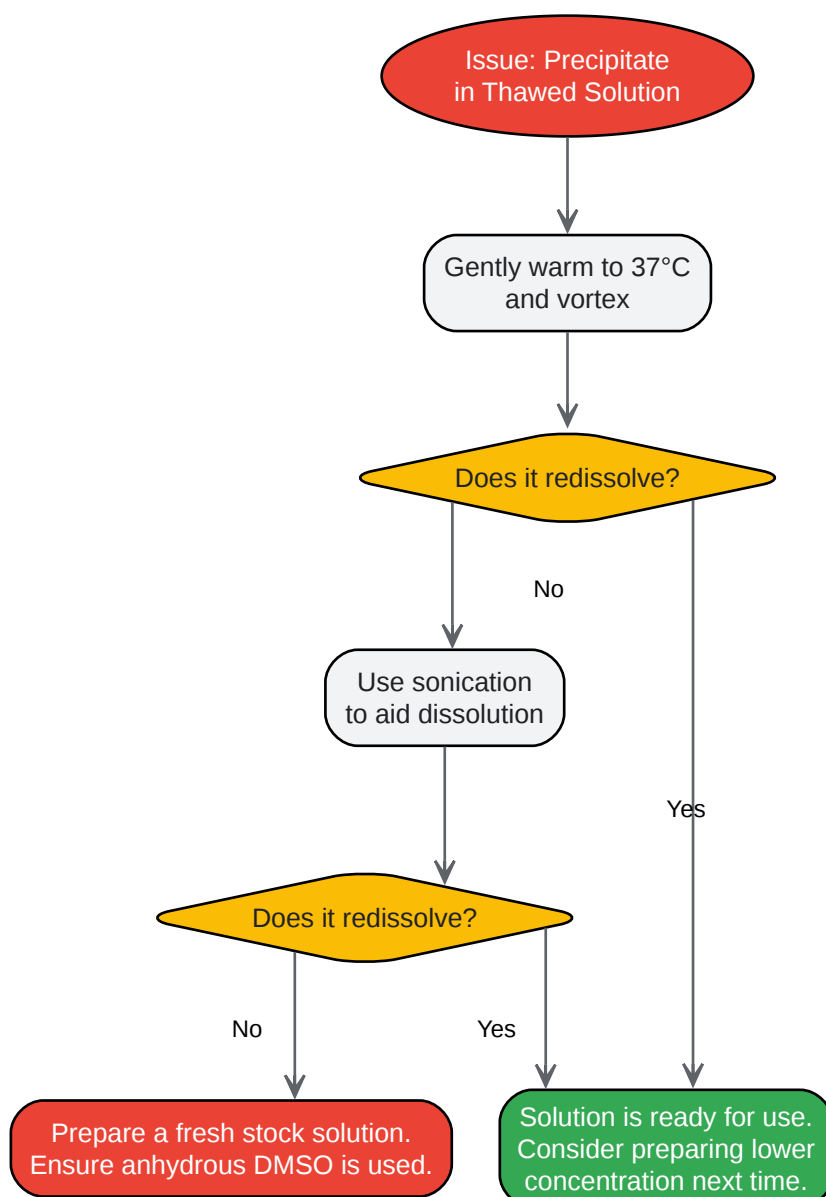 Issue: Precipitate
in Thawed Solution
Gently warm to 37°C
and vortex
Does it redissolve?
No
Use sonication
to aid dissolution
Yes
Does it redissolve?
No
Yes
Prepare a fresh stock solution.
Ensure anhydrous DMSO is used.
Solution is ready for use.
Consider preparing lower
concentration next time.